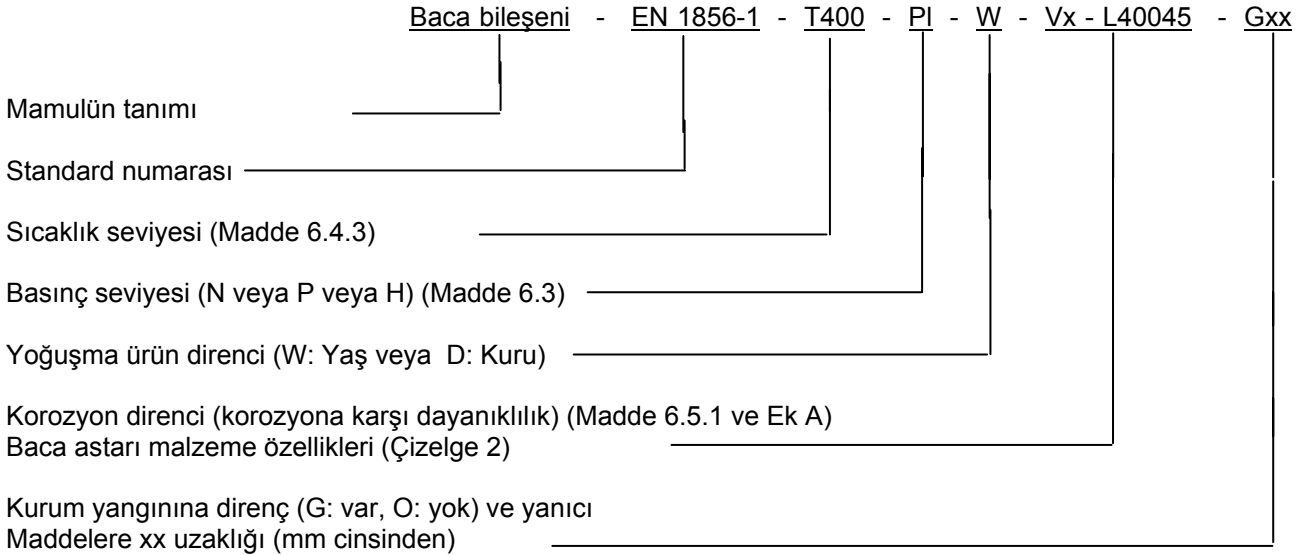 Baca bileşeni - EN 1856-1 - T400 - Pl - W - Vx - L40045 - Gxx
Mamulün tanımı
Standard numarası
Sıcaklık seviyesi (Madde 6.4.3)
Basınç seviyesi (N veya P veya H) (Madde 6.3)
Yoğuşma ürün direnci (W: Yaş veya D: Kuru)
Korozyon direnci (korozyona karşı dayanıklılık) (Madde 6.5.1 ve Ek A)
Baca astarı malzeme özellikleri (Çizelge 2)
Kurum yangınına direnç (G: var, O: yok) ve yanıcı
Maddelere xx uzaklığı (mm cinsinden)